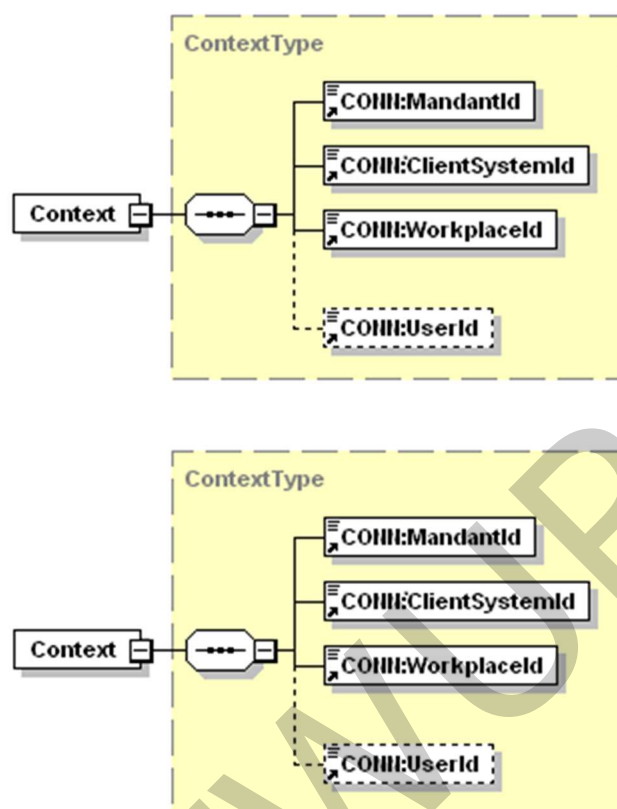 ContextType
CONN:MandantId
CONN:ClientSystemId
Context
CONN:WorkplaceId
CONN:UserId
ContextType
CONN:MandantId
CONN:ClientSystemId
Context
CONN:WorkplaceId
CONN:UserId